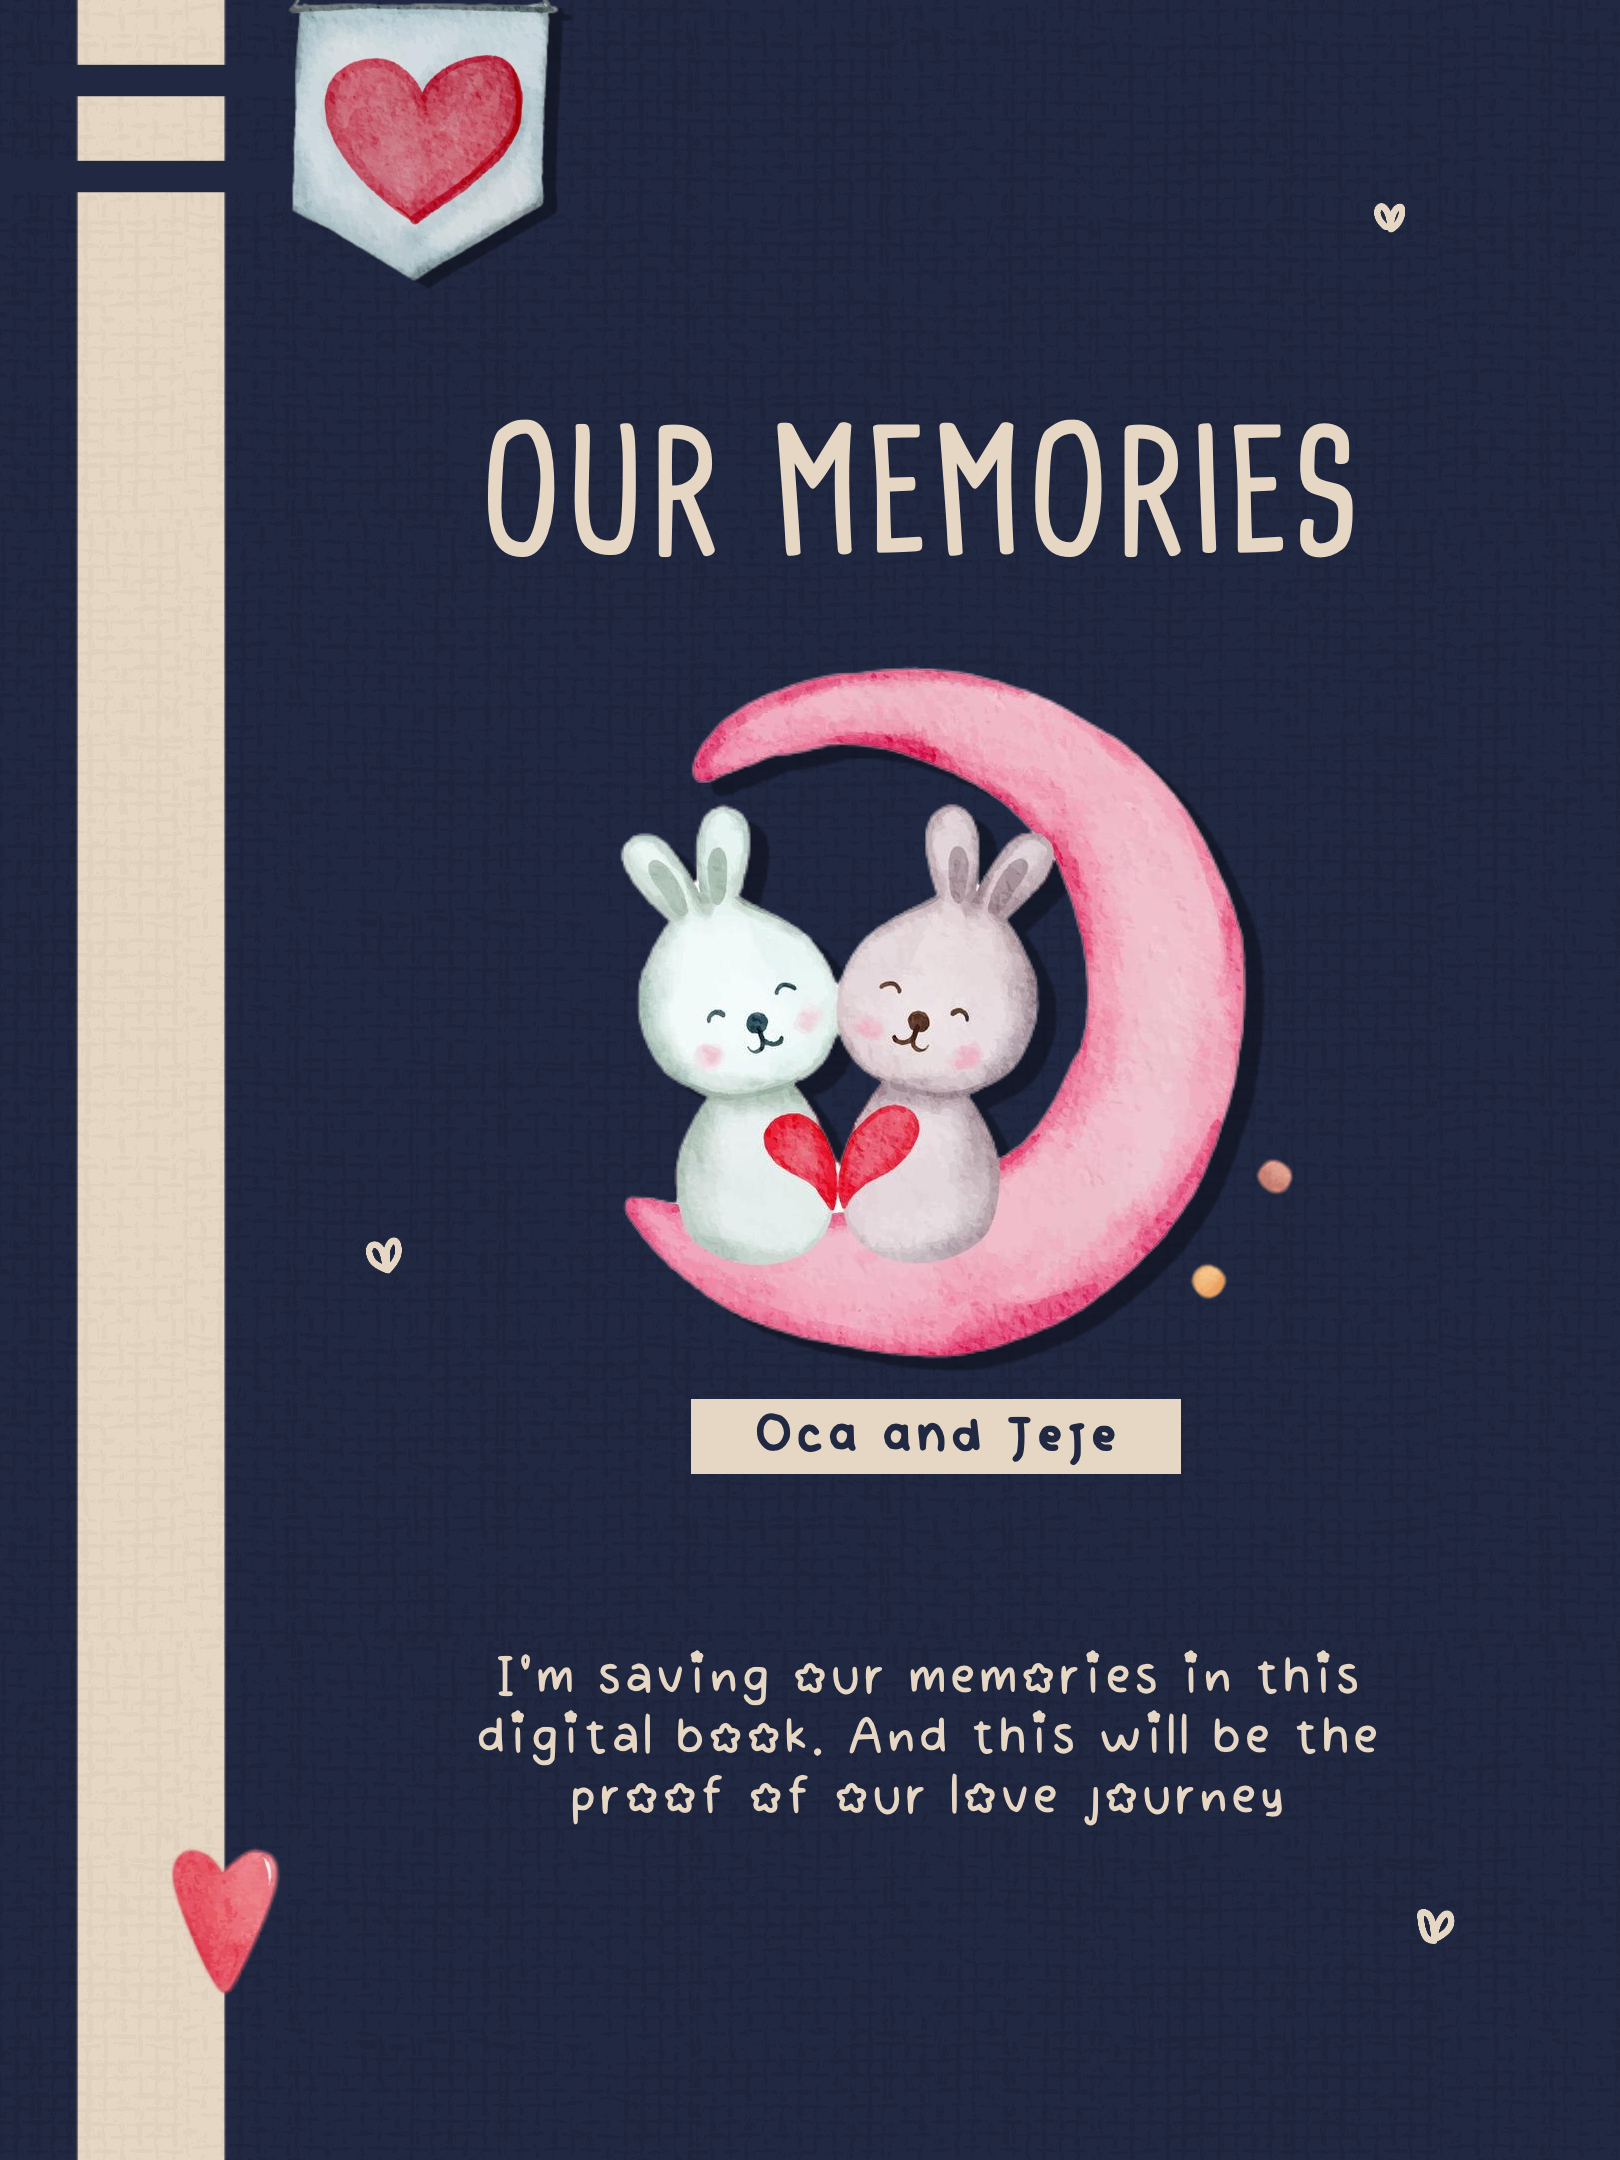 OUR MEMORIES
Oca and Jeje
I'm saving our memories in this
digital book. And this will be the
proof of our love journey